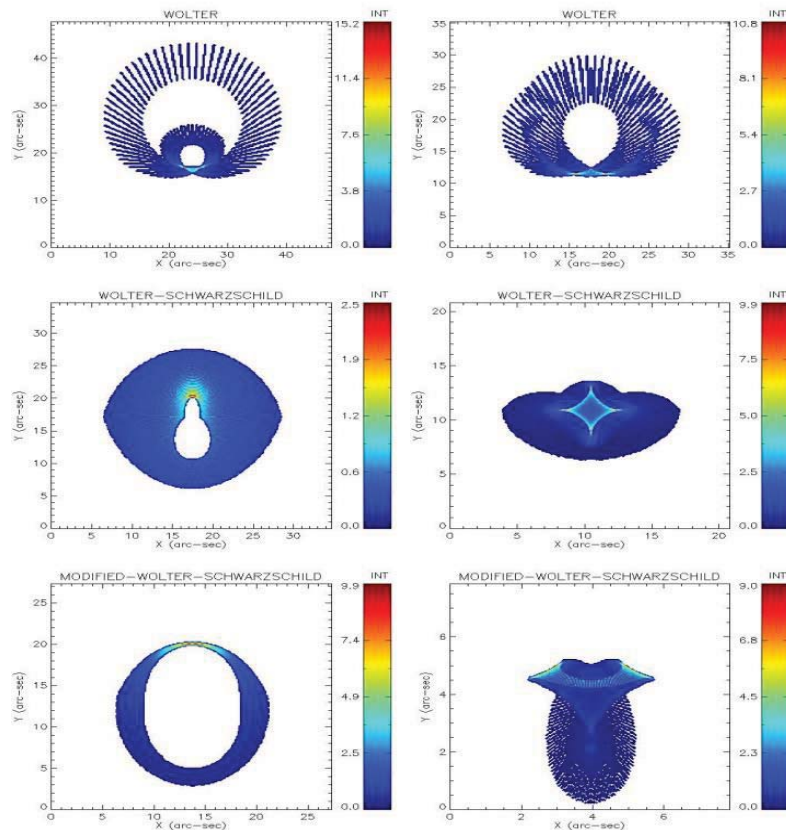 WOLTER
INT
15.2
11.4
7.6
3.8
0.0
Y (arc-sec)
40
30
20
10
0
0 10 20 30 40
X (arc-sec)
WOLTER
INT
10.8
8.1
5.4
2.7
0.0
Y (arc-sec)
35
30
25
20
15
10
5
0
0 5 10 15 20 25 30 35
X (arc-sec)
WOLTER-SCHWARZSCHILD
INT
2.5
1.9
1.2
0.6
0.0
Y (arc-sec)
30
25
20
15
10
5
0
0 5 10 15 20 25 30
X (arc-sec)
WOLTER-SCHWARZSCHILD
INT
9.9
7.5
5.0
2.5
0.0
Y (arc-sec)
20
15
10
5
0
0 5 10 15 20
X (arc-sec)
MODIFIED-WOLTER-SCHWARZSCHILD
INT
9.9
7.4
4.9
2.5
0.0
Y (arc-sec)
25
20
15
10
5
0
0 5 10 15 20 25
X (arc-sec)
MODIFIED-WOLTER-SCHWARZSCHILD
INT
9.0
6.8
4.5
2.3
0.0
Y (arc-sec)
6
4
2
0
0 2 4 6
X (arc-sec)